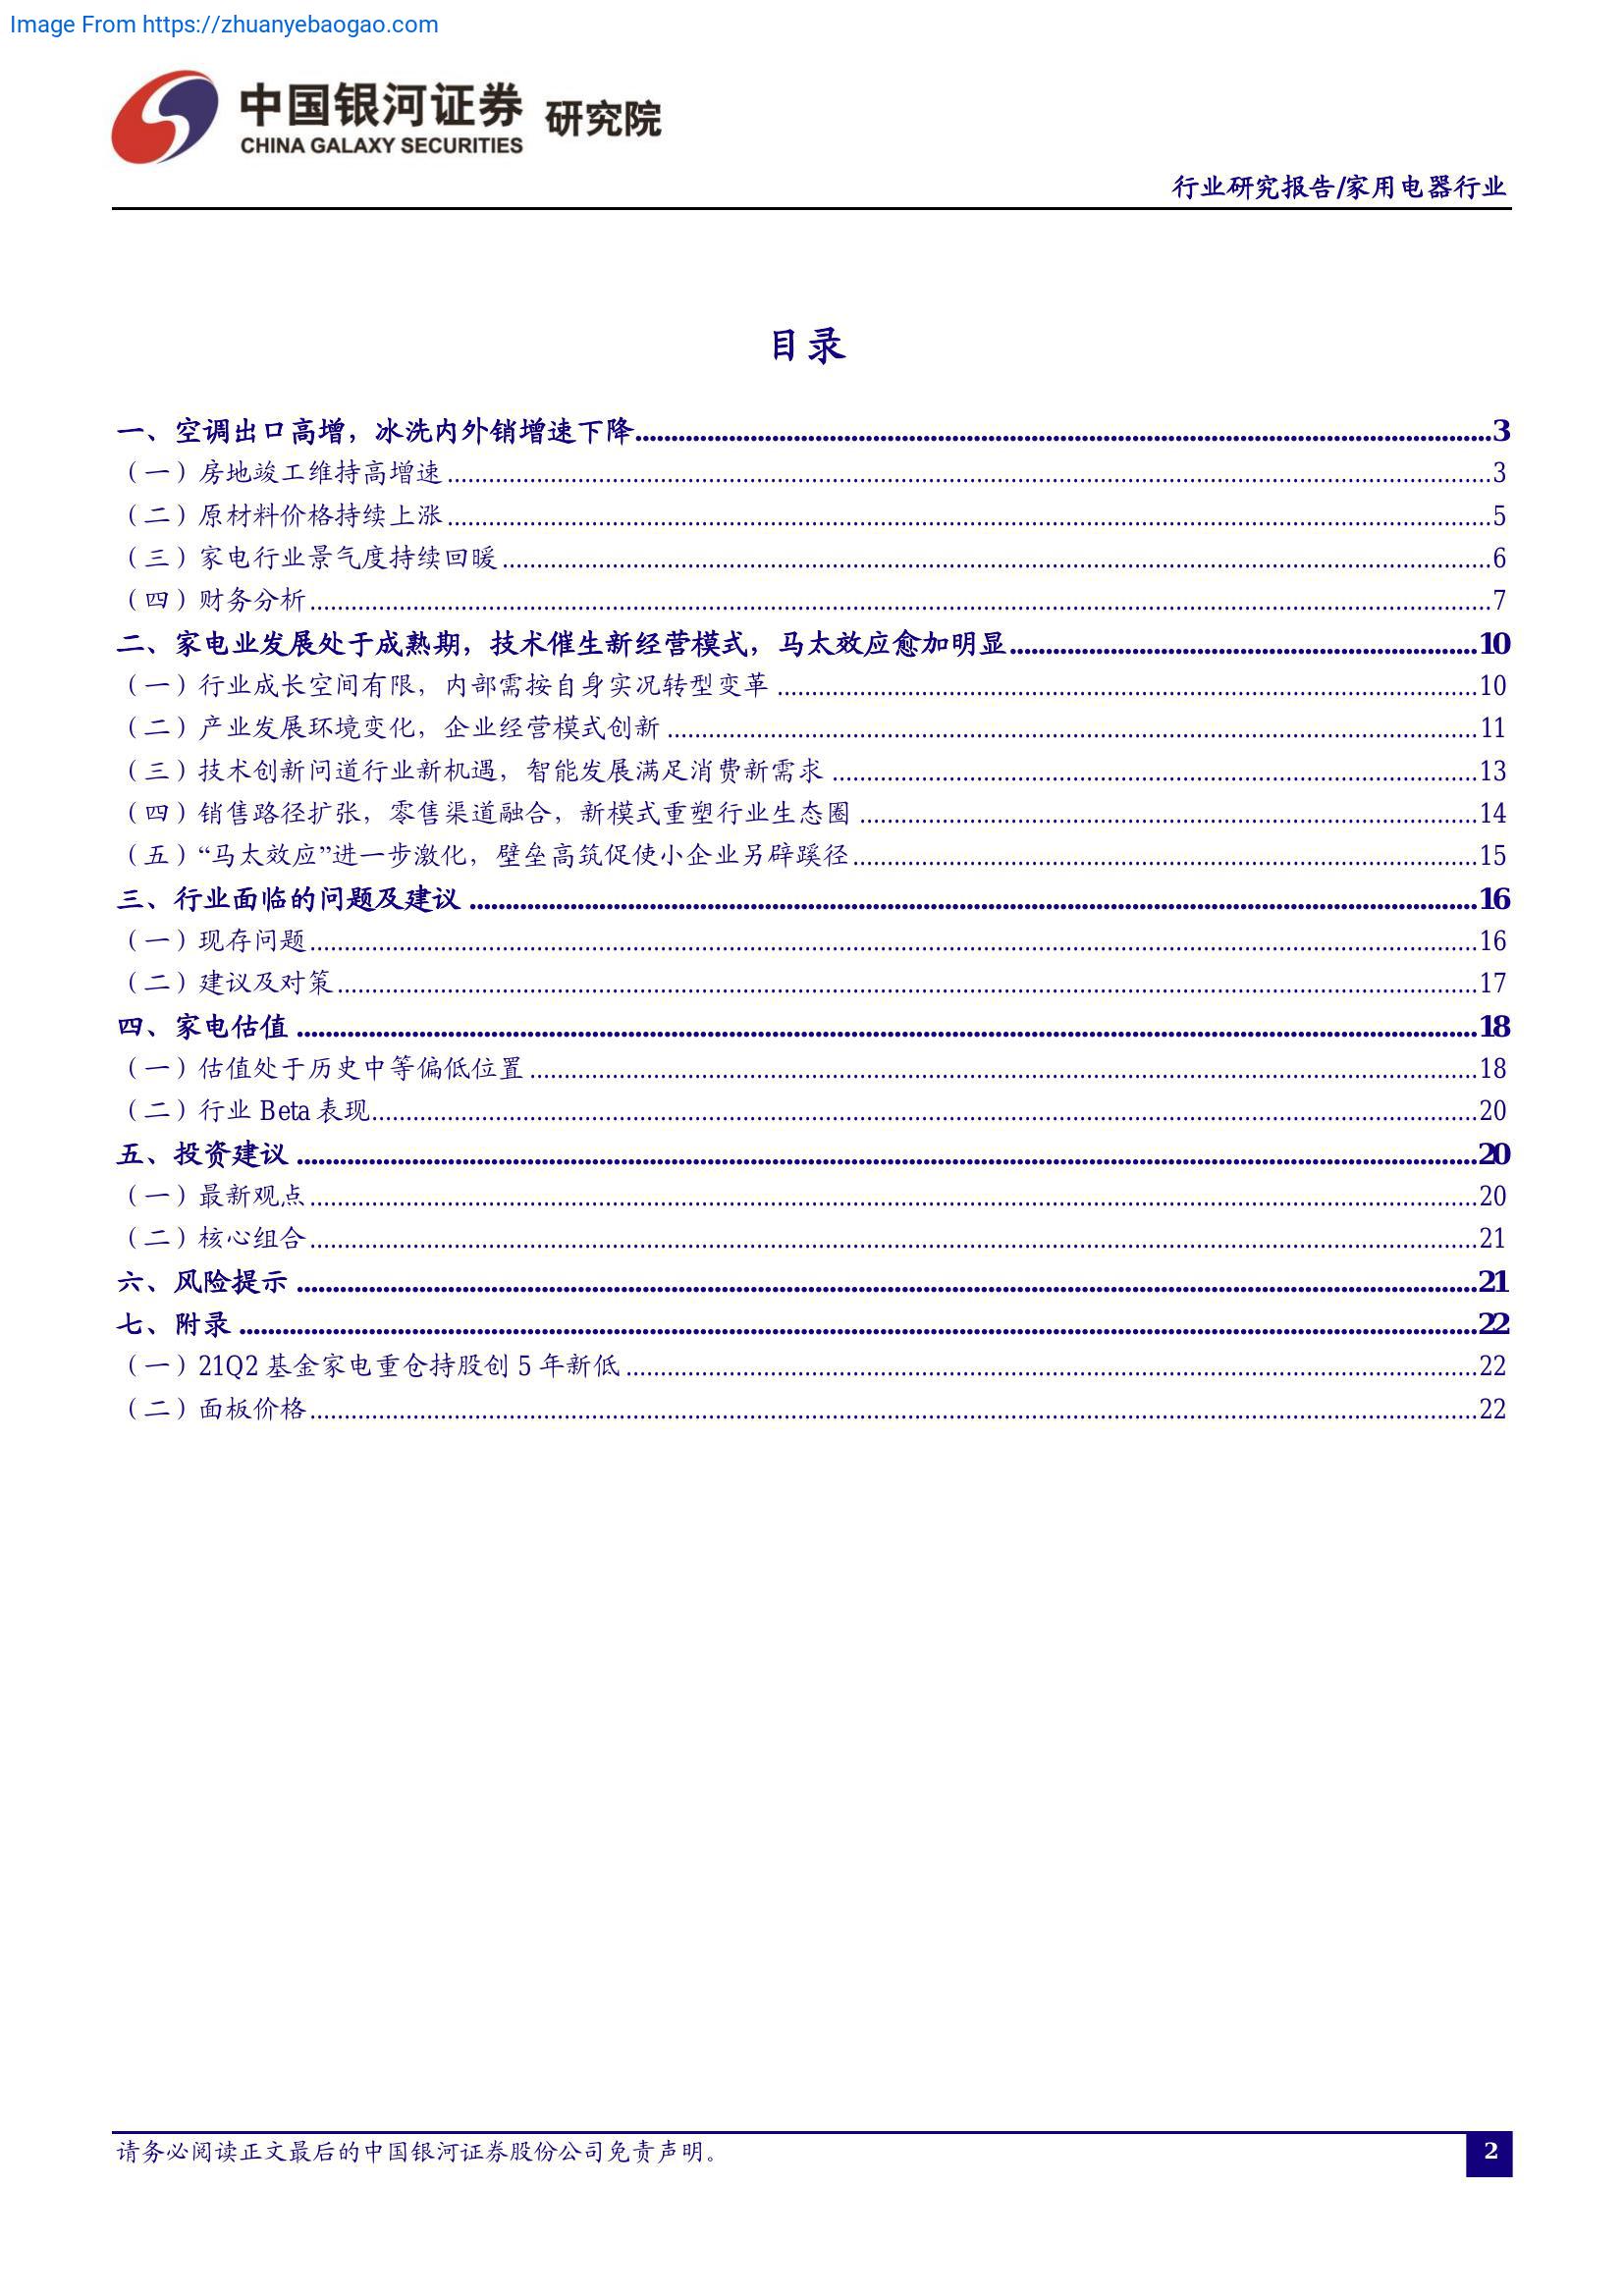 Image From https://zhuanyebaogao.com
中国银河证券 研究院
CHINA GALAXY SECURITIES
行业研究报告/家用电器行业
目录
一、空调出口高增，冰洗内外销增速下降 3
（一）房地竣工维持高增速 3
（二）原材料价格持续上涨 5
（三）家电行业景气度持续回暖 6
（四）财务分析 7
二、家电业发展处于成熟期，技术催生新经营模式，马太效应愈加明显 10
（一）行业成长空间有限，内部需按自身实况转型变革 10
（二）产业发展环境变化，企业经营模式创新 11
（三）技术创新问道行业新机遇，智能发展满足消费新需求 13
（四）销售路径扩张，零售渠道融合，新模式重塑行业生态圈 14
（五）“马太效应”进一步激化，壁垒高筑促使小企业另辟蹊径 15
三、行业面临的问题及建议 16
（一）现存问题 16
（二）建议及对策 17
四、家电估值 18
（一）估值处于历史中等偏低位置 18
（二）行业 Beta 表现 20
五、投资建议 20
（一）最新观点 20
（二）核心组合 21
六、风险提示 21
七、附录 22
（一）21Q2 基金家电重仓持股创 5 年新低 22
（二）面板价格 22
请务必阅读正文最后的中国银河证券股份公司免责声明。
2